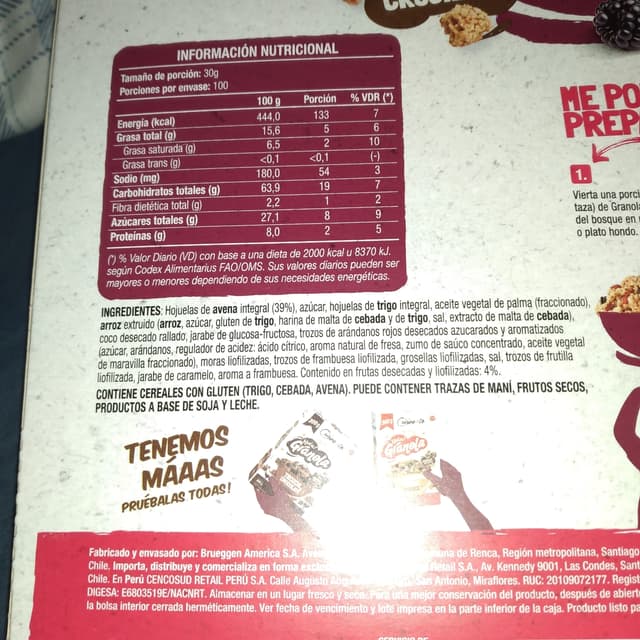 INFORMACIÓN NUTRICIONAL
Tamaño de porción: 30g
Porciones por envase: 100
100 g Porción % VDR (*)
Energía (kcal) 444,0 133 7
Grasa total (g) 15,6 5 6
Grasa saturada (g) 6,5 2 10
Grasa trans (g) <0,1 <0,1 (-)
Sodio (mg) 180,0 54 3
Carbohidratos totales (g) 63,9 19 7
Fibra dietética total (g) 2,2 1 2
Azúcares totales (g) 27,1 8 9
Proteínas (g) 8,0 2 5
(*) % Valor Diario (VD) con base a una dieta de 2000 kcal u 8370 kJ.
según Codex Alimentarius FAO/OMS. Sus valores diarios pueden ser
mayores o menores dependiendo de sus necesidades energéticas.
INGREDIENTES: Hojuelas de avena integral (39%), azúcar, hojuelas de trigo integral, aceite vegetal de palma (fraccionado),
arroz extruido (arroz, azúcar, gluten de trigo, harina de malta de cebada y de trigo, sal, extracto de malta de cebada),
coco desecado rallado, jarabe de glucosa-fructosa, trozos de arándanos rojos desecados azucarados y aromatizados
(azúcar, arándanos, regulador de acidez: ácido cítrico, aroma natural de fresa, zumo de saúco concentrado, aceite vegetal
de maravilla fraccionado), moras liofilizadas, trozos de frambuesa liofilizada, grosellas liofilizadas, sal, trozos de frutilla
liofilizada, jarabe de caramelo, aroma a frambuesa. Contenido en frutas desecadas y liofilizadas: 4%.
CONTIENE CEREALES CON GLUTEN (TRIGO, CEBADA, AVENA). PUEDE CONTENER TRAZAS DE MANÍ, FRUTOS SECOS,
PRODUCTOS A BASE DE SOJA Y LECHE.
ME PO
PREP
1.
Vierta una porci
taza) de Granol
del bosque en
o plato hondo.
TENEMOS
MÁAAS
PRUÉBALAS TODAS!
Granola
Granola
Fabricado y envasado por: Brueggen America S.A. de Renca, Región metropolitana, Santiago
Chile. Importa, distribuye y comercializa en forma Retail S.A., Av. Kennedy 9001, Las Condes, Sant
Chile. En Perú CENCOSUD RETAIL PERÚ S.A. Calle Augusto San Antonio, Miraflores. RUC: 20109072177. Regist
DIGESA: E6803519E/NACNRT. Almacenar en un lugar fresco y seco. Para una mejor conservación del producto, después de abiert
la bolsa interior cerrada herméticamente. Ver fecha de vencimiento y lote impresa en la parte inferior de la caja. Producto listo pa